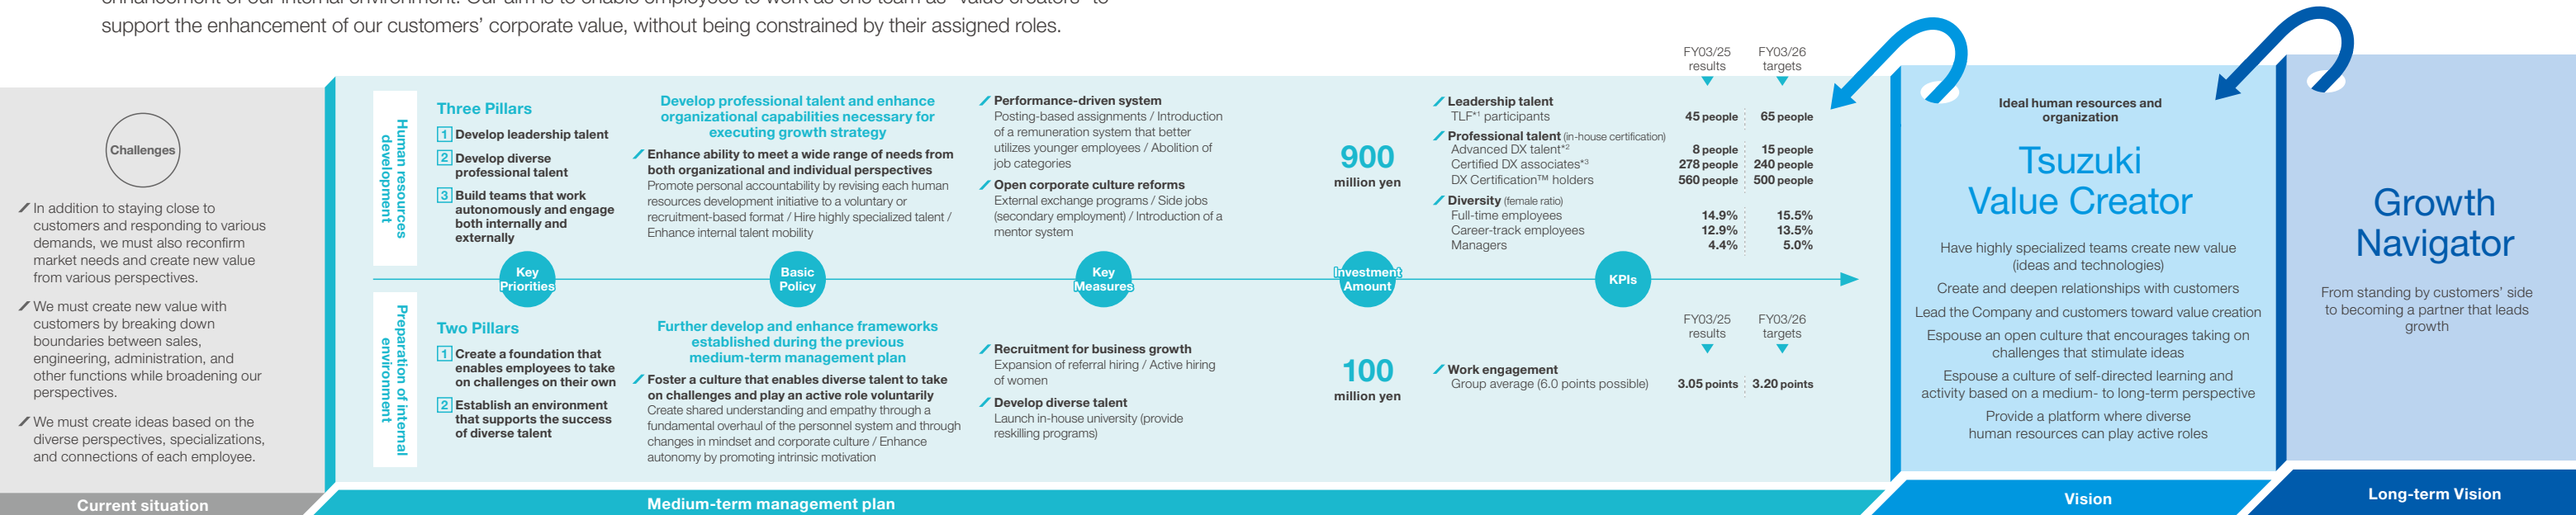 support the enhancement of our customers' corporate value, without being constrained by their assigned roles.
Challenges
In addition to staying close to
customers and responding to various
demands, we must also reconfirm
market needs and create new value
from various perspectives.
We must create new value with
customers by breaking down
boundaries between sales,
engineering, administration, and
other functions while broadening our
perspectives.
We must create ideas based on the
diverse perspectives, specializations,
and connections of each employee.
Current situation
Human resources
development
Three Pillars
1 Develop leadership talent
2 Develop diverse
professional talent
3 Build teams that work
autonomously and engage
both internally and
externally
Develop professional talent and enhance
organizational capabilities necessary for
executing growth strategy
Enhance ability to meet a wide range of needs from
both organizational and individual perspectives
Promote personal accountability by revising each human
resources development initiative to a voluntary or
recruitment-based format / Hire highly specialized talent /
Enhance internal talent mobility
Performance-driven system
Posting-based assignments / Introduction
of a remuneration system that better
utilizes younger employees / Abolition of
job categories
Open corporate culture reforms
External exchange programs / Side jobs
(secondary employment) / Introduction of a
mentor system
900
million yen
FY03/25
results
FY03/26
targets
Leadership talent
TLF*1 participants 45 people 65 people
Professional talent (in-house certification)
Advanced DX talent*2 8 people 15 people
Certified DX associates*3 278 people 240 people
DX Certification™ holders 560 people 500 people
Diversity (female ratio)
Full-time employees 14.9% 15.5%
Career-track employees 12.9% 13.5%
Managers 4.4% 5.0%
Key
Priorities
Basic
Policy
Key
Measures
Investment
Amount
KPIs
Preparation of internal
environment
Two Pillars
1 Create a foundation that
enables employees to take
on challenges on their own
2 Establish an environment
that supports the success
of diverse talent
Further develop and enhance frameworks
established during the previous
medium-term management plan
Foster a culture that enables diverse talent to take
on challenges and play an active role voluntarily
Create shared understanding and empathy through a
fundamental overhaul of the personnel system and through
changes in mindset and corporate culture / Enhance
autonomy by promoting intrinsic motivation
Recruitment for business growth
Expansion of referral hiring / Active hiring
of women
Develop diverse talent
Launch in-house university (provide
reskilling programs)
100
million yen
FY03/25
results
FY03/26
targets
Work engagement
Group average (6.0 points possible) 3.05 points 3.20 points
Medium-term management plan
Ideal human resources and
organization
Tsuzuki
Value Creator
Have highly specialized teams create new value
(ideas and technologies)
Create and deepen relationships with customers
Lead the Company and customers toward value creation
Espouse an open culture that encourages taking on
challenges that stimulate ideas
Espouse a culture of self-directed learning and
activity based on a medium- to long-term perspective
Provide a platform where diverse
human resources can play active roles
Vision
Growth
Navigator
From standing by customers' side
to becoming a partner that leads
growth
Long-term Vision